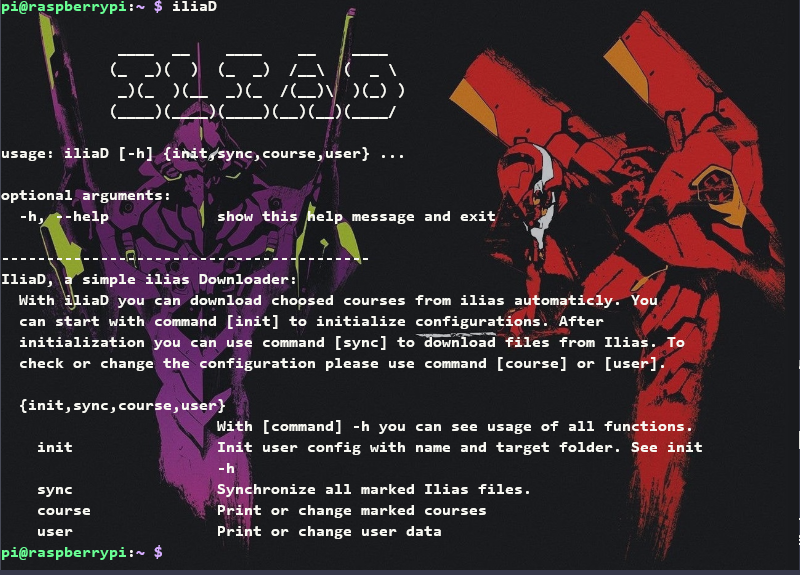 pi@raspberrypi:~ $ iliaD
 ____  __    ____    __    ____
(_  _)(  )  (_  _)  /__\  (  _ \
 _)(_  )(__  _)(_  /(__)\  )(_) )
(____)(____)(____)(__)(__)(____/
usage: iliaD [-h] {init,sync,course,user} ...
optional arguments:
-h, --help show this help message and exit
-----------------------------------------
IliaD, a simple ilias Downloader:
With iliaD you can download choosed courses from ilias automaticly. You
can start with command [init] to initialize configurations. After
initialization you can use command [sync] to download files from Ilias. To
check or change the configuration please use command [course] or [user].
{init,sync,course,user}
With [command] -h you can see usage of all functions.
init Init user config with name and target folder. See init
-h
sync Synchronize all marked Ilias files.
course Print or change marked courses
user Print or change user data
pi@raspberrypi:~ $